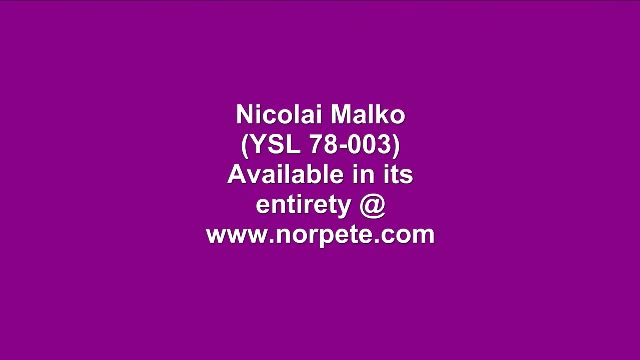 Nicolai Malko
(YSL 78-003)
Available in its
entirety @
www.norpete.com